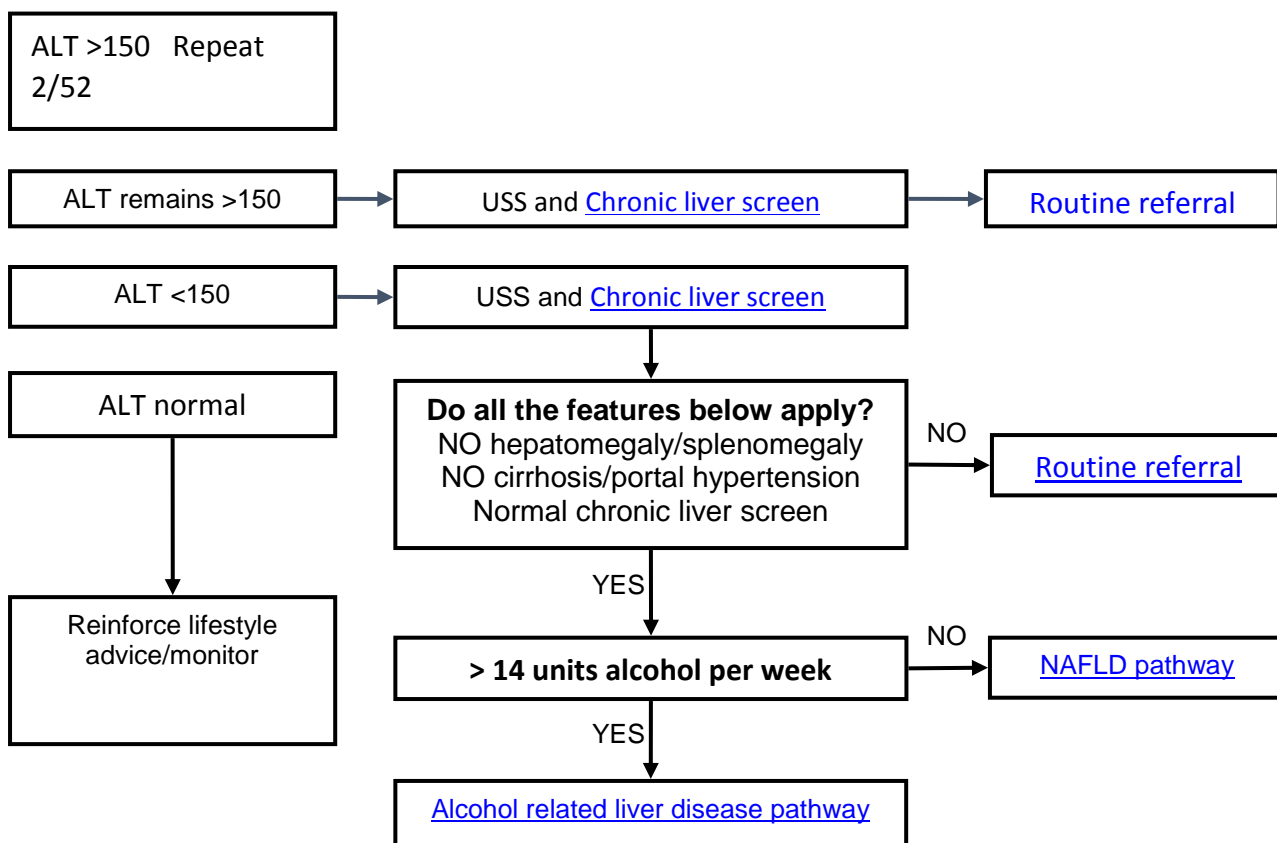 ALT >150 Repeat
2/52
ALT remains >150
USS and Chronic liver screen
Routine referral
ALT <150
USS and Chronic liver screen
ALT normal
Do all the features below apply?
NO hepatomegaly/splenomegaly
NO cirrhosis/portal hypertension
Normal chronic liver screen
NO
Routine referral
YES
Reinforce lifestyle
advice/monitor
> 14 units alcohol per week
NO
NAFLD pathway
YES
Alcohol related liver disease pathway